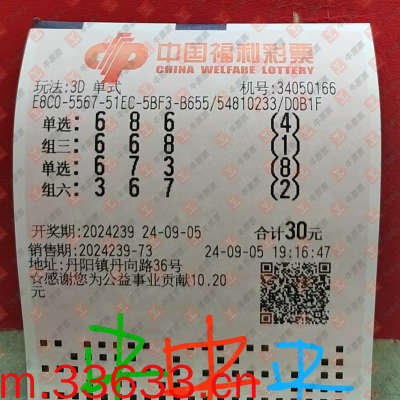 中国福利彩票
CHINA WELFARE LOTTERY
玩法:3D 单式 机号:34050166
E8C0-5567-51EC-5BF3-B655/54810233/D0B1F
单选: 6 8 6 (4)
组三: 6 6 8 (1)
单选: 6 7 3 (8)
组六: 3 6 7 (2)
开奖期:2024239 24-09-05 合计30元
销售期:2024239-73 24-09-05 19:16:47
地址:丹阳镇丹向路36号
☆感谢您为公益事业贡献10.20
元
m.33633.cn